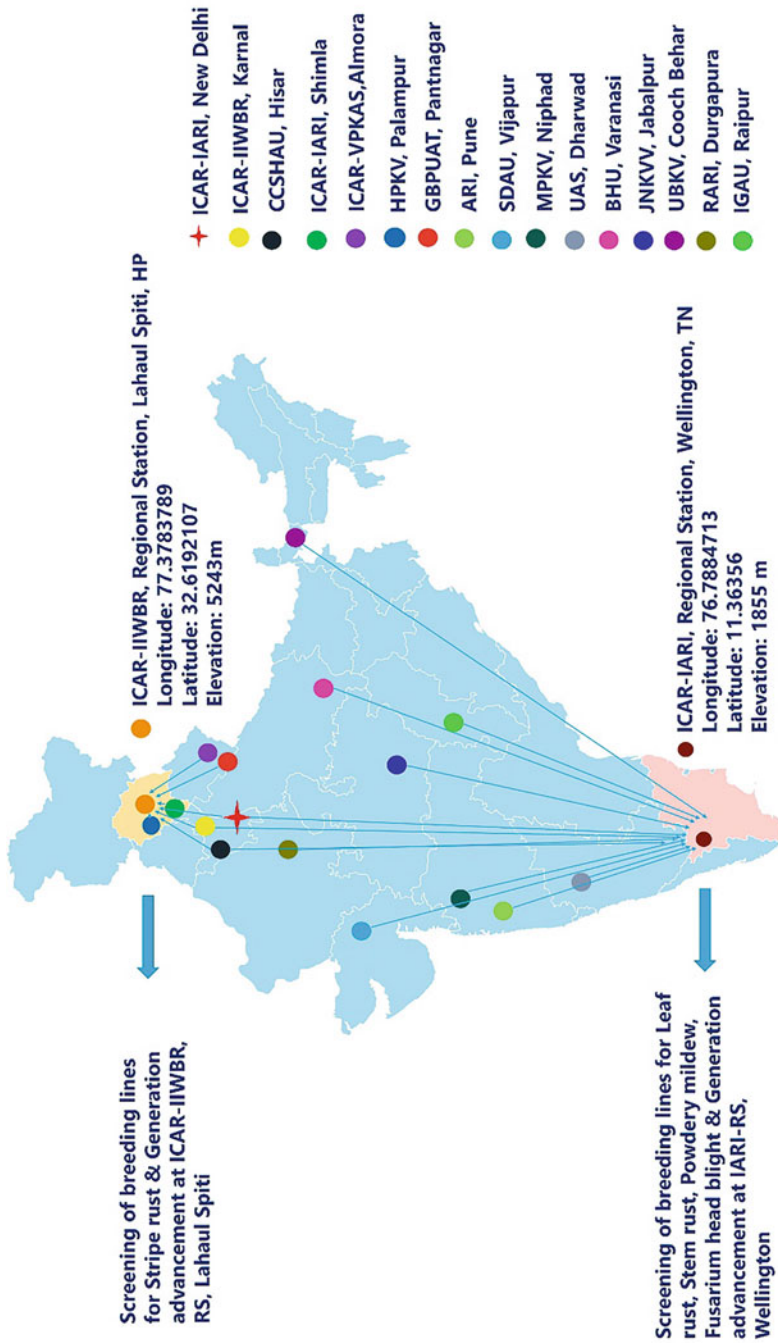 Screening of breeding lines
for Stripe rust & Generation
advancement at ICAR-IIWBR,
RS, Lahaul Spiti
ICAR-IIWBR, Regional Station, Lahaul Spiti, HP
Longitude: 77.3783789
Latitude: 32.6192107
Elevation: 5243m
ICAR-IARI, New Delhi
ICAR-IIWBR, Karnal
CCSHAU, Hisar
ICAR-IARI, Shimla
ICAR-VPKAS,Almora
HPKV, Palampur
GBPUAT, Pantnagar
ARI, Pune
SDAU, Vijapur
MPKV, Niphad
UAS, Dharwad
BHU, Varanasi
JNKVV, Jabalpur
UBKV, Cooch Behar
RARI, Durgapura
IGAU, Raipur
Screening of breeding lines for Leaf
rust, Stem rust, Powdery mildew,
Fusarium head blight & Generation
advancement at IARI-RS,
Wellington
ICAR-IARI, Regional Station, Wellington, TN
Longitude: 76.7884713
Latitude: 11.36356
Elevation: 1855 m